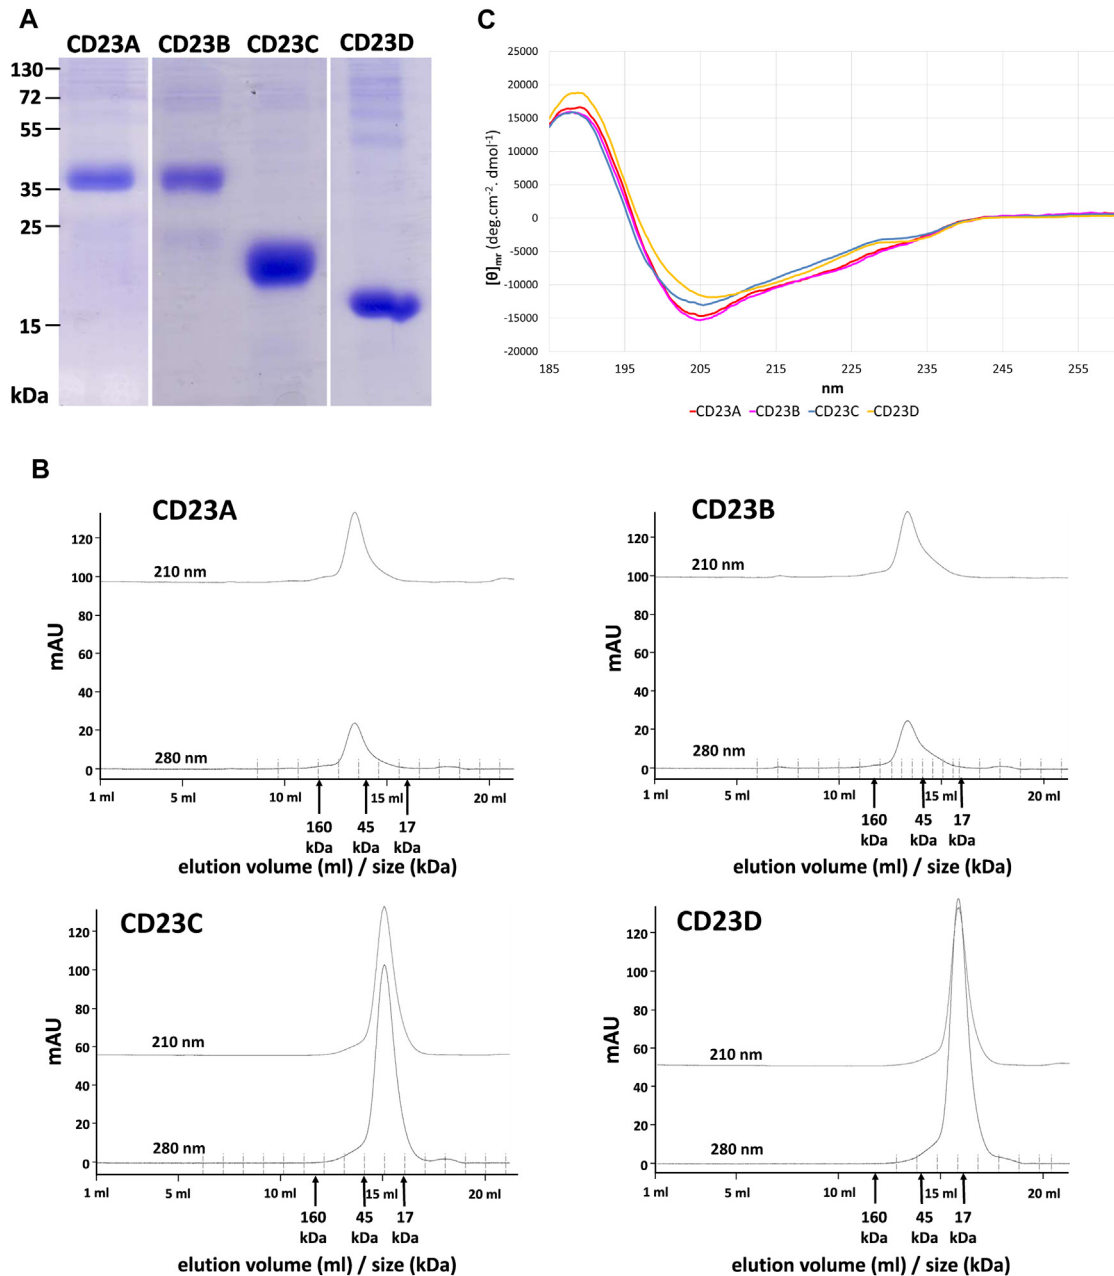 A
CD23A CD23B CD23C CD23D
130
72
55
35
25
15
kDa
C
25000
20000
15000
10000
5000
0
-5000
-10000
-15000
-20000
[θ]mr (deg.cm-2. dmol-1)
185 195 205 215 225 235 245 255
nm
CD23A CD23B CD23C CD23D
B
CD23A
210 nm
280 nm
120
100
80
60
40
20
0
mAU
1 ml 5 ml 10 ml 15 ml 20 ml
160 45 17
kDa kDa kDa
elution volume (ml) / size (kDa)
CD23B
210 nm
280 nm
120
100
80
60
40
20
0
mAU
1 ml 5 ml 10 ml 15 ml 20 ml
160 45 17
kDa kDa kDa
elution volume (ml) / size (kDa)
CD23C
210 nm
280 nm
120
100
80
60
40
20
0
mAU
1 ml 5 ml 10 ml 15 ml 20 ml
160 45 17
kDa kDa kDa
elution volume (ml) / size (kDa)
CD23D
210 nm
280 nm
120
100
80
60
40
20
0
mAU
1 ml 5 ml 10 ml 15 ml 20 ml
160 45 17
kDa kDa kDa
elution volume (ml) / size (kDa)